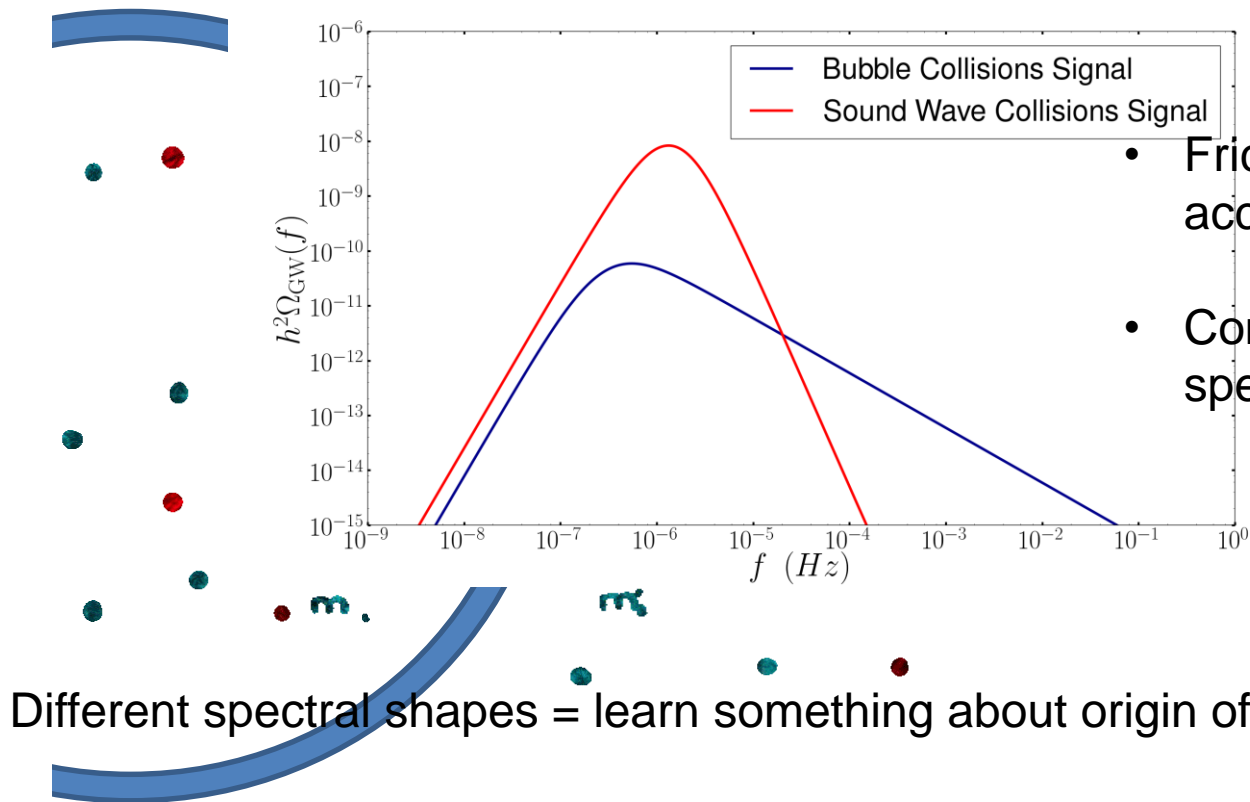 10⁻⁶
10⁻⁷
10⁻⁸
10⁻⁹
10⁻¹⁰
10⁻¹¹
10⁻¹²
10⁻¹³
10⁻¹⁴
10⁻¹⁵
h²Ω_GW(f)
Bubble Collisions Signal
Sound Wave Collisions Signal
10⁻⁹ 10⁻⁸ 10⁻⁷ 10⁻⁶ 10⁻⁵ 10⁻⁴ 10⁻³ 10⁻² 10⁻¹ 10⁰
f (Hz)
m
m
Different spectral shapes = learn something about origin of